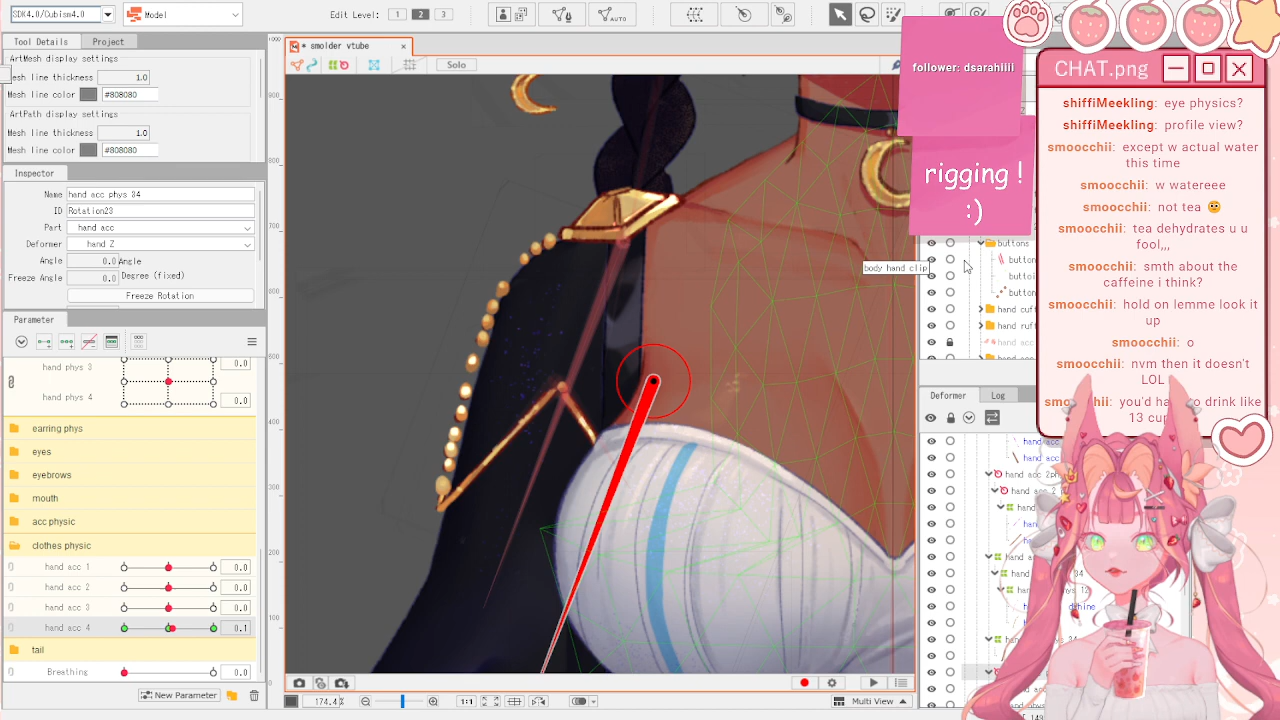 SDK4.0/Cubism4.0
Model
Edit Level:
1
2
3
AUTO
Tool Details
Project
ArtMesh display settings
Mesh line thickness
1.0
Mesh line color
#808080
ArtPath display settings
Mesh line thickness
1.0
Mesh line color
#808080
Inspector
Name
hand acc phys 34
ID
Rotation23
Part
hand acc
Deformer
hand Z
Angle
0.0
Angle
Freeze Angle
0.0
Degree (fixed)
Freeze Rotation
Parameter
hand phys 3
0.0
hand phys 4
0.0
earring phys
eyes
eyebrows
mouth
acc physic
clothes physic
hand acc 1
0.0
hand acc 2
0.0
hand acc 3
0.0
hand acc 4
0.1
tail
Breathing
0.0
New Parameter
* smolder vtube
Solo
1:1
Multi View
body hand clip
follower: dsarahiiii
rigging !
:)
buttons
Deformer
Log
CHAT.png
shiffiMeekling: eye physics?
shiffiMeekling: profile view?
smoocchii: except w actual water
this time
smoocchii: w watereee
smoocchii: not tea 🥺
smoocchii: tea dehydrates u u
fool,,,
smoocchii: smth about the
caffeine i think?
smoocchii: hold on lemme look it
up
smoocchii: o
smoocchii: nvm then it doesn't
LOL
like
13